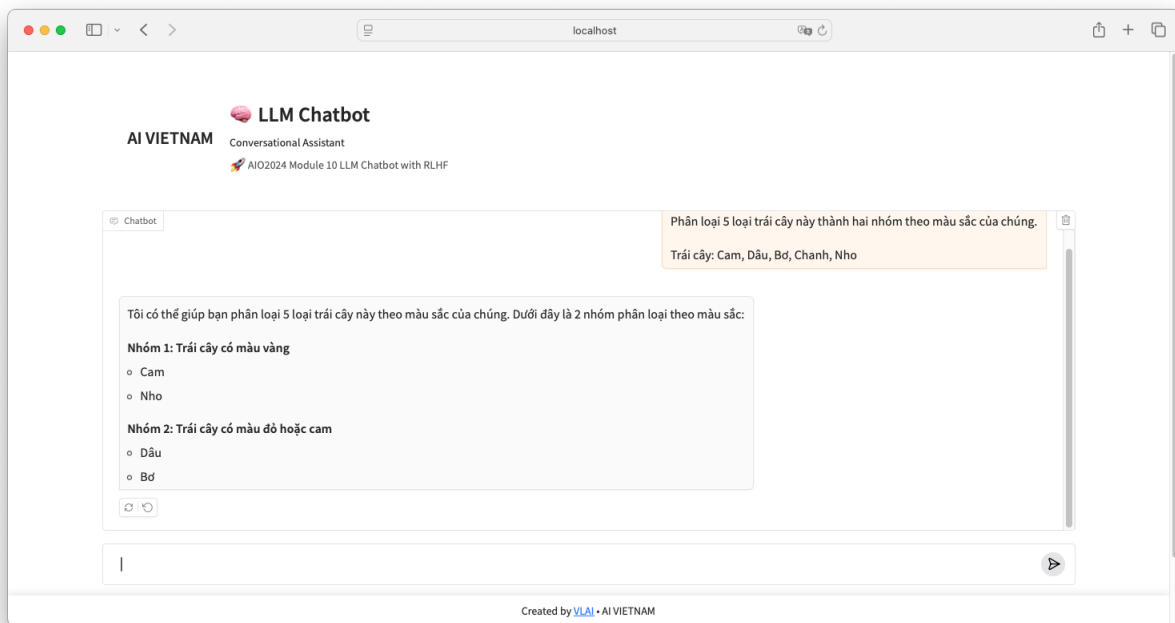 localhost
🧠 LLM Chatbot
AI VIETNAM
Conversational Assistant
🚀 AIO2024 Module 10 LLM Chatbot with RLHF
Chatbot
Phân loại 5 loại trái cây này thành hai nhóm theo màu sắc của chúng.
Trái cây: Cam, Dâu, Bơ, Chanh, Nho
Tôi có thể giúp bạn phân loại 5 loại trái cây này theo màu sắc của chúng. Dưới đây là 2 nhóm phân loại theo màu sắc:
Nhóm 1: Trái cây có màu vàng
Cam
Nho
Nhóm 2: Trái cây có màu đỏ hoặc cam
Dâu
Bơ
Created by VLAI • AI VIETNAM